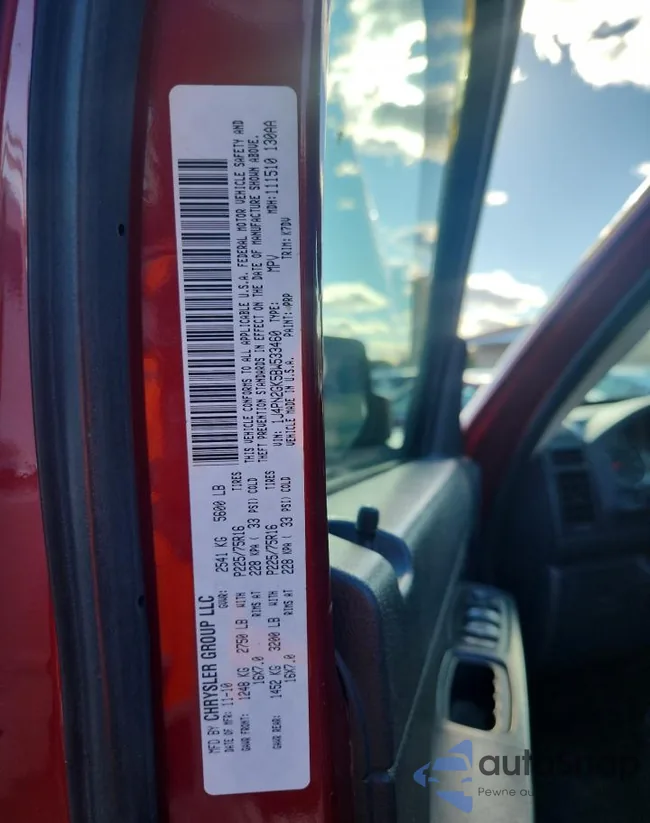 MFD BY CHRYSLER GROUP LLC
DATE OF MFR: 11-10 GVWR: 2541 KG 5600 LB
GAWR FRONT: 1248 KG 2750 LB WITH P225/75R16 TIRES
16X7.0 RIMS AT 228 KPA ( 33 PSI) COLD
GAWR REAR: 1452 KG 3200 LB WITH P225/75R16 TIRES
16X7.0 RIMS AT 228 KPA ( 33 PSI) COLD
THIS VEHICLE CONFORMS TO ALL APPLICABLE U.S.A. FEDERAL MOTOR VEHICLE SAFETY AND
THEFT PREVENTION STANDARDS IN EFFECT ON THE DATE OF MANUFACTURE SHOWN ABOVE.
VIN: 1J4PN2GK5BW533460 TYPE: MPV MDH: 111510 130AA
VEHICLE MADE IN U.S.A. PAINT: PRP TRIM: K7DV
Pewne au